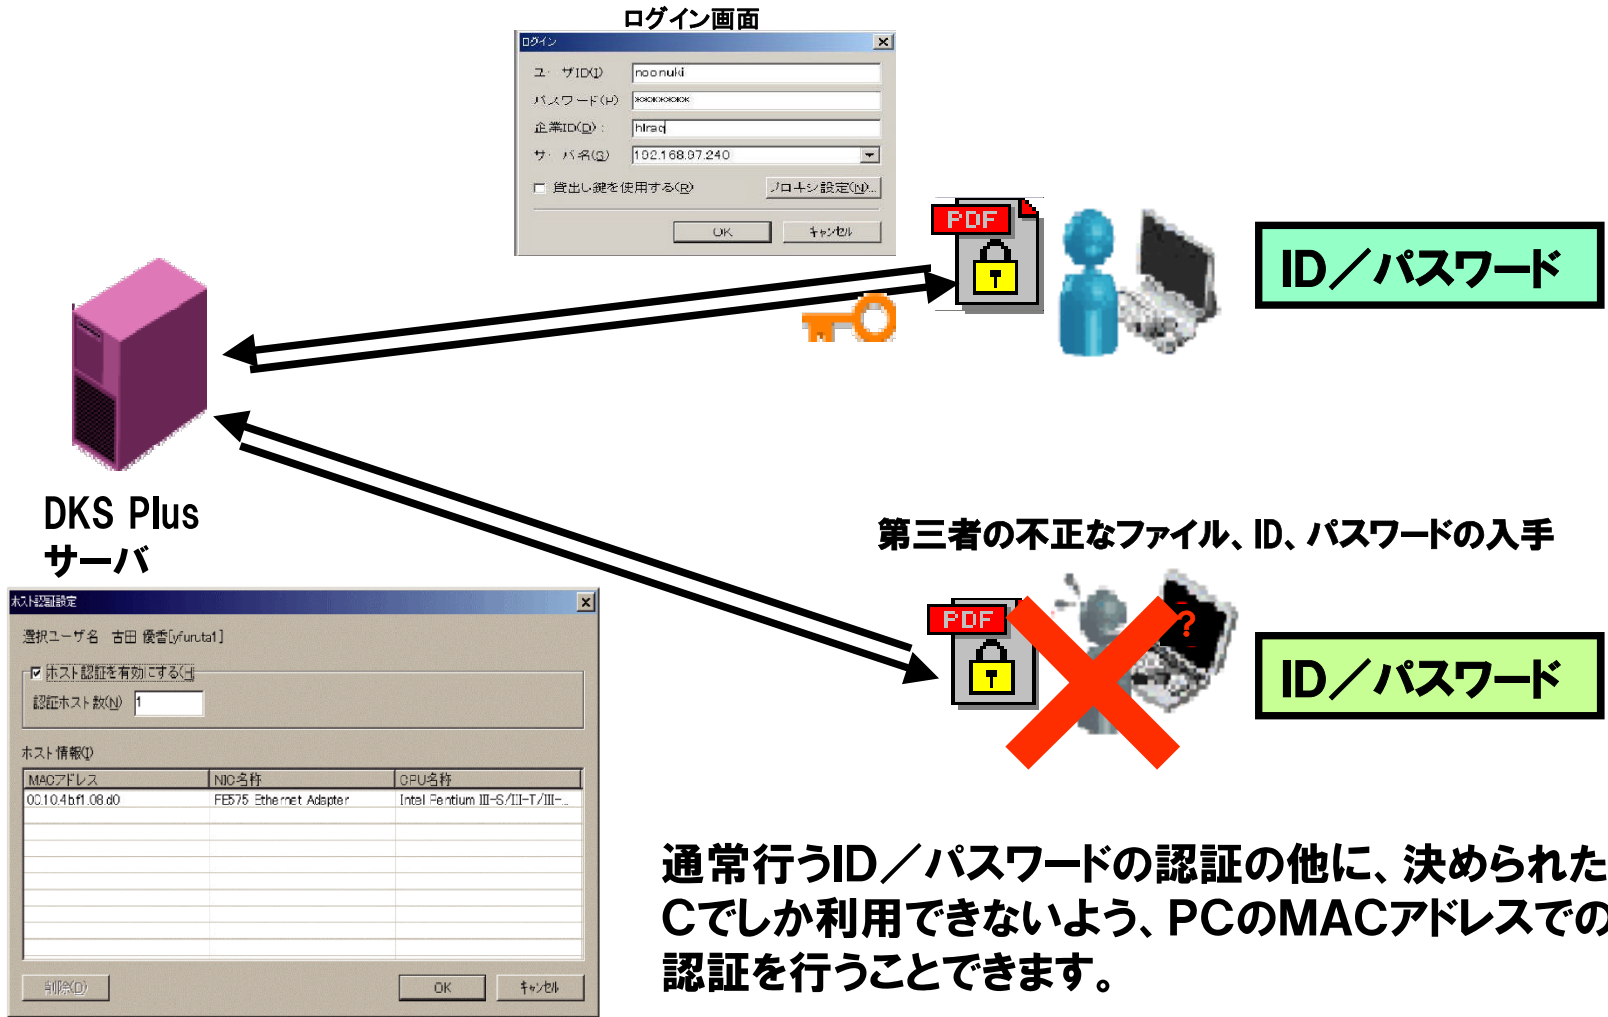 ログイン画面
ログイン
ユーザID(I)
noonuki
パスワード(P)
********
企業ID(D):
hirao
サーバ名(S)
192.168.97.240
貸出し鍵を使用する(R)
プロキシ設定(N)...
OK
キャンセル
PDF
ID/パスワード
DKS Plus
サーバ
第三者の不正なファイル、ID、パスワードの入手
PDF
?
ID/パスワード
ホスト認証設定
選択ユーザ名 古田 優香[yfuruta1]
ホスト認証を有効にする(H)
認証ホスト数(N) 1
ホスト情報(I)
MACアドレス NIC名称 CPU名称
00.10.4b.f1.08.d0 FE575 Ethernet Adapter Intel Pentium III-S/III-T/III-...
削除(D)
OK
キャンセル
通常行うID/パスワードの認証の他に、決められた
Cでしか利用できないよう、PCのMACアドレスでの
認証を行うことできます。